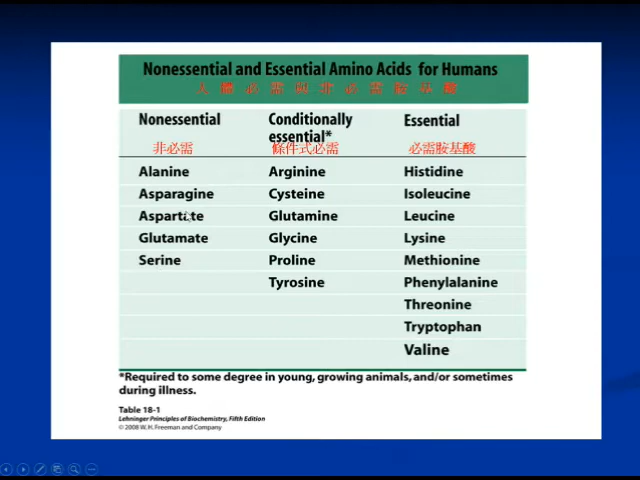 Nonessential and Essential Amino Acids for Humans
人體必需與非必需胺基酸
Nonessential
Conditionally
essential*
Essential
非必需
條件式必需
必需胺基酸
Alanine
Arginine
Histidine
Asparagine
Cysteine
Isoleucine
Aspartate
Glutamine
Leucine
Glutamate
Glycine
Lysine
Serine
Proline
Methionine
Tyrosine
Phenylalanine
Threonine
Tryptophan
Valine
*Required to some degree in young, growing animals, and/or sometimes
during illness.
Table 18-1
Lehninger Principles of Biochemistry, Fifth Edition
© 2008 W. H. Freeman and Company